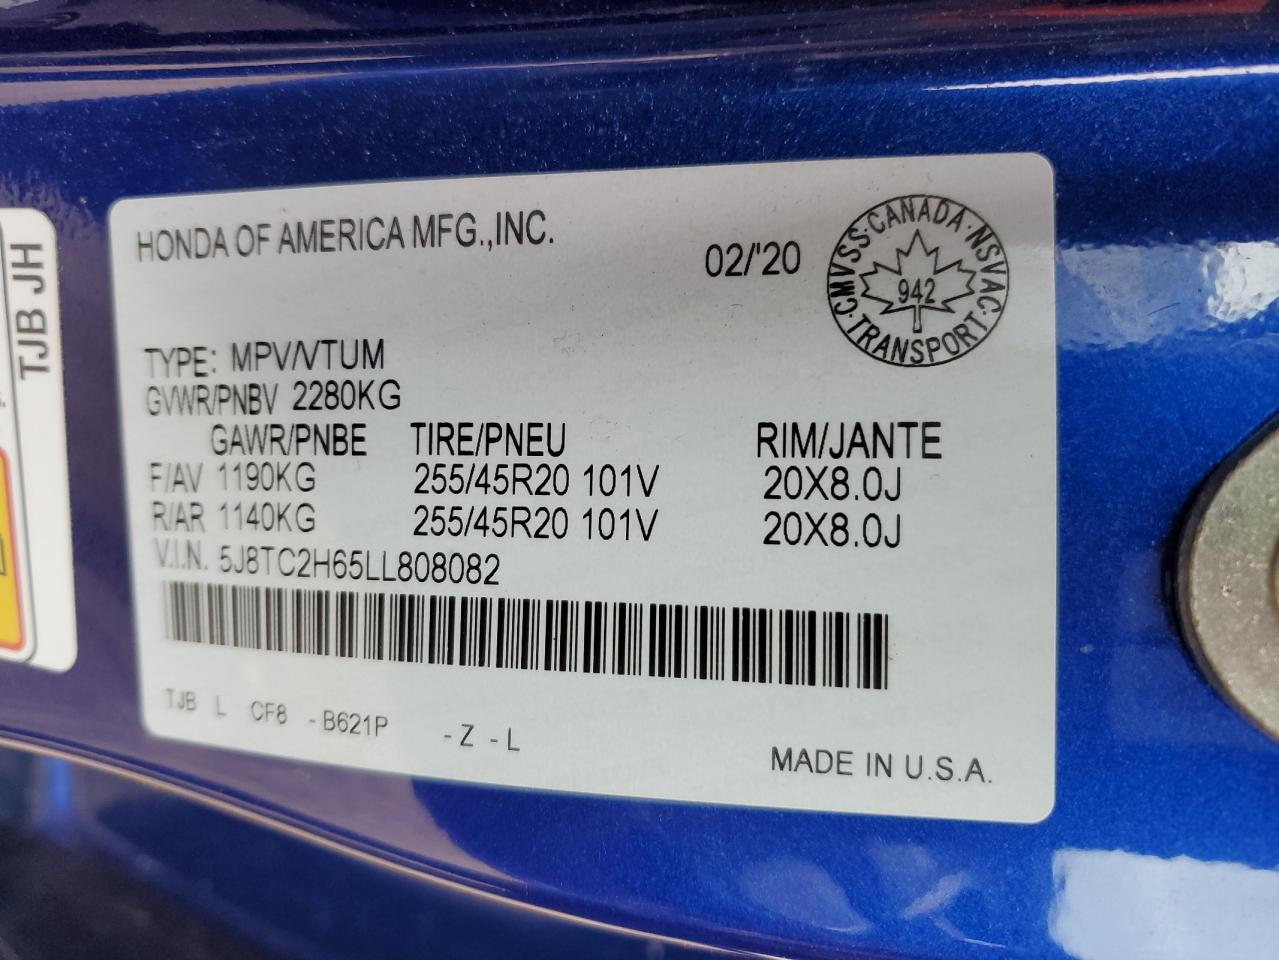 HONDA OF AMERICA MFG.,INC.
02/'20
CMVSS·CANADA·NSVAC·TRANSPORT·
942
TYPE: MPV/VTUM
GVWR/PNBV 2280KG
GAWR/PNBE TIRE/PNEU RIM/JANTE
F/AV 1190KG 255/45R20 101V 20X8.0J
R/AR 1140KG 255/45R20 101V 20X8.0J
V.I.N. 5J8TC2H65LL808082
TJB L CF8 -B621P -Z -L
MADE IN U.S.A.
TJB JH